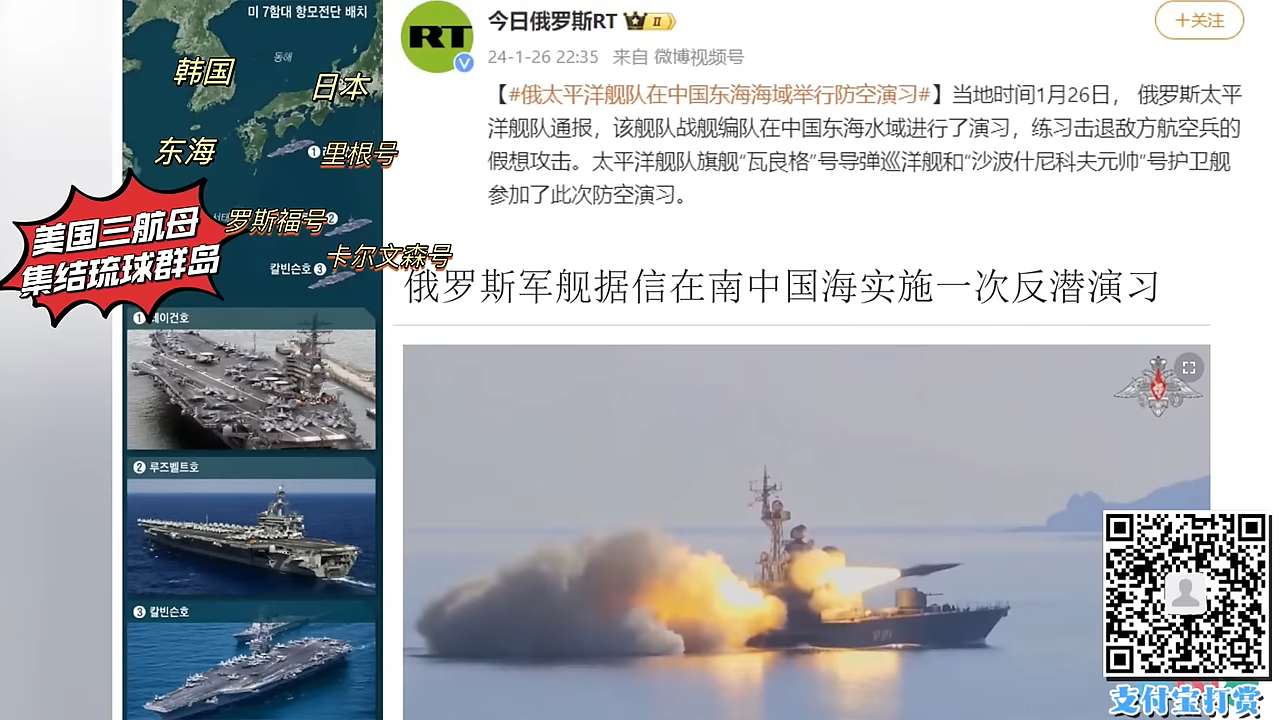 미 7함대 항모전단 배치
동해
韩国
日本
东海
①
里根号
美国三航母
集结琉球群岛
罗斯福号
②
卡尔文森号
칼빈슨호 ③
① 레이건호
② 루즈벨트호
③ 칼빈슨호
RT
今日俄罗斯RT
II
V
24-1-26 22:35 来自 微博视频号
+关注
【#俄太平洋舰队在中国东海海域举行防空演习#】当地时间1月26日， 俄罗斯太平
洋舰队通报，该舰队战舰编队在中国东海水域进行了演习，练习击退敌方航空兵的
假想攻击。太平洋舰队旗舰“瓦良格”号导弹巡洋舰和“沙波什尼科夫元帅”号护卫舰
参加了此次防空演习。
俄罗斯军舰据信在南中国海实施一次反潜演习
支付宝打赏